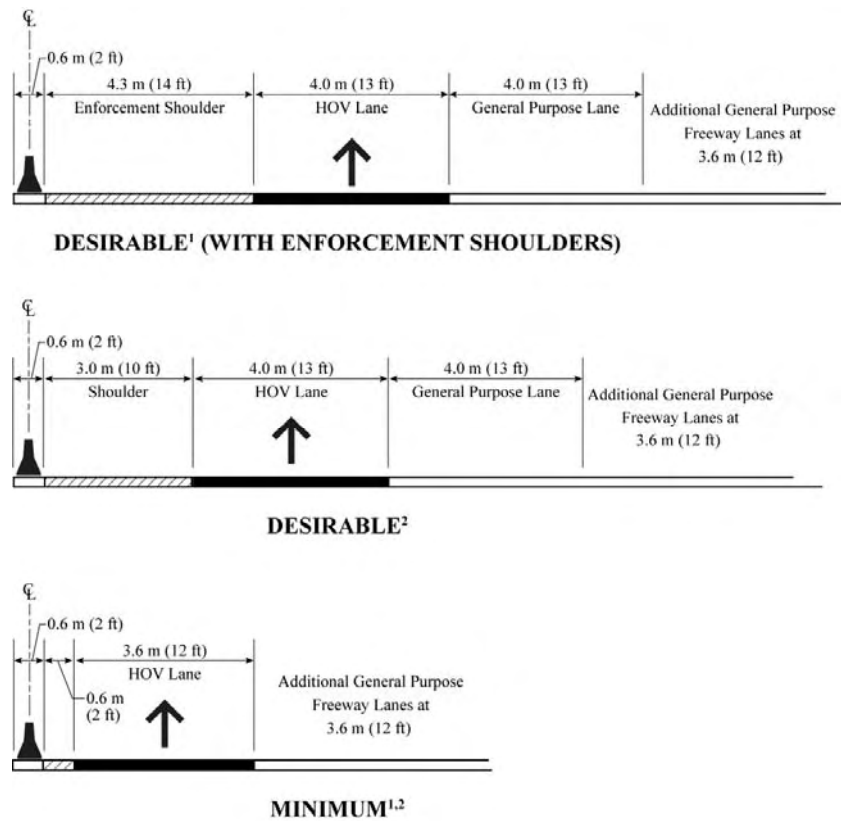 ℄
0.6 m (2 ft)
4.3 m (14 ft)
Enforcement Shoulder
4.0 m (13 ft)
HOV Lane
4.0 m (13 ft)
General Purpose Lane
Additional General Purpose
Freeway Lanes at
3.6 m (12 ft)
DESIRABLE¹ (WITH ENFORCEMENT SHOULDERS)
℄
0.6 m (2 ft)
3.0 m (10 ft)
Shoulder
4.0 m (13 ft)
HOV Lane
4.0 m (13 ft)
General Purpose Lane
Additional General Purpose
Freeway Lanes at
3.6 m (12 ft)
DESIRABLE²
℄
0.6 m (2 ft)
0.6 m
(2 ft)
3.6 m (12 ft)
HOV Lane
Additional General Purpose
Freeway Lanes at
3.6 m (12 ft)
MINIMUM¹,²